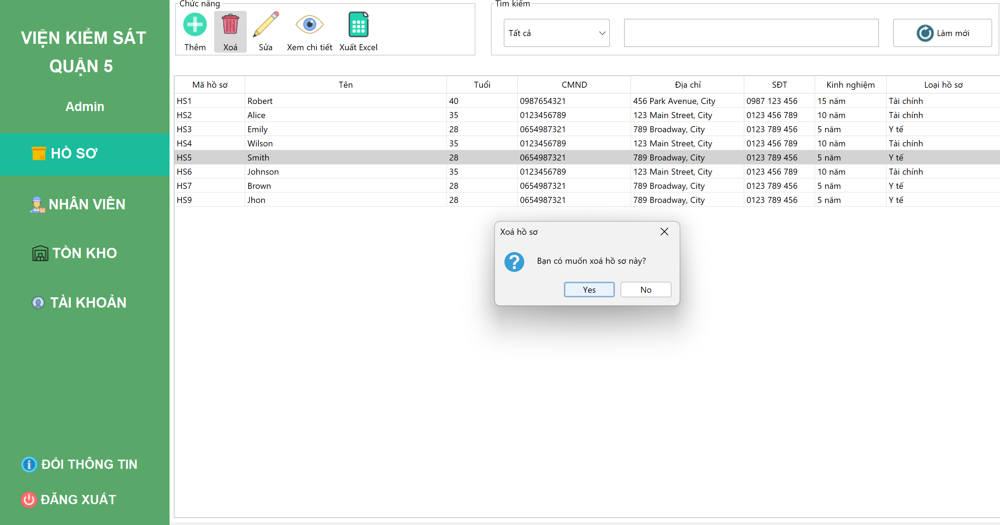 VIỆN KIỂM SÁT
QUẬN 5
Admin
HỒ SƠ
NHÂN VIÊN
TỒN KHO
TÀI KHOẢN
ĐỔI THÔNG TIN
ĐĂNG XUẤT
Chức năng
Thêm Xoá Sửa Xem chi tiết Xuất Excel
Tìm kiếm
Tất cả Làm mới
Mã hồ sơ Tên Tuổi CMND Địa chỉ SĐT Kinh nghiệm Loại hồ sơ
HS1 Robert 40 0987654321 456 Park Avenue, City 0987 123 456 15 năm Tài chính
HS2 Alice 35 0123456789 123 Main Street, City 0123 456 789 10 năm Tài chính
HS3 Emily 28 0654987321 789 Broadway, City 0123 789 456 5 năm Y tế
HS4 Wilson 35 0123456789 123 Main Street, City 0123 456 789 10 năm Tài chính
HS5 Smith 28 0654987321 789 Broadway, City 0123 789 456 5 năm Y tế
HS6 Johnson 35 0123456789 123 Main Street, City 0123 456 789 10 năm Tài chính
HS7 Brown 28 0654987321 789 Broadway, City 0123 789 456 5 năm Y tế
HS9 Jhon 28 0654987321 789 Broadway, City 0123 789 456 5 năm Y tế
Xoá hồ sơ
Bạn có muốn xoá hồ sơ này?
Yes No